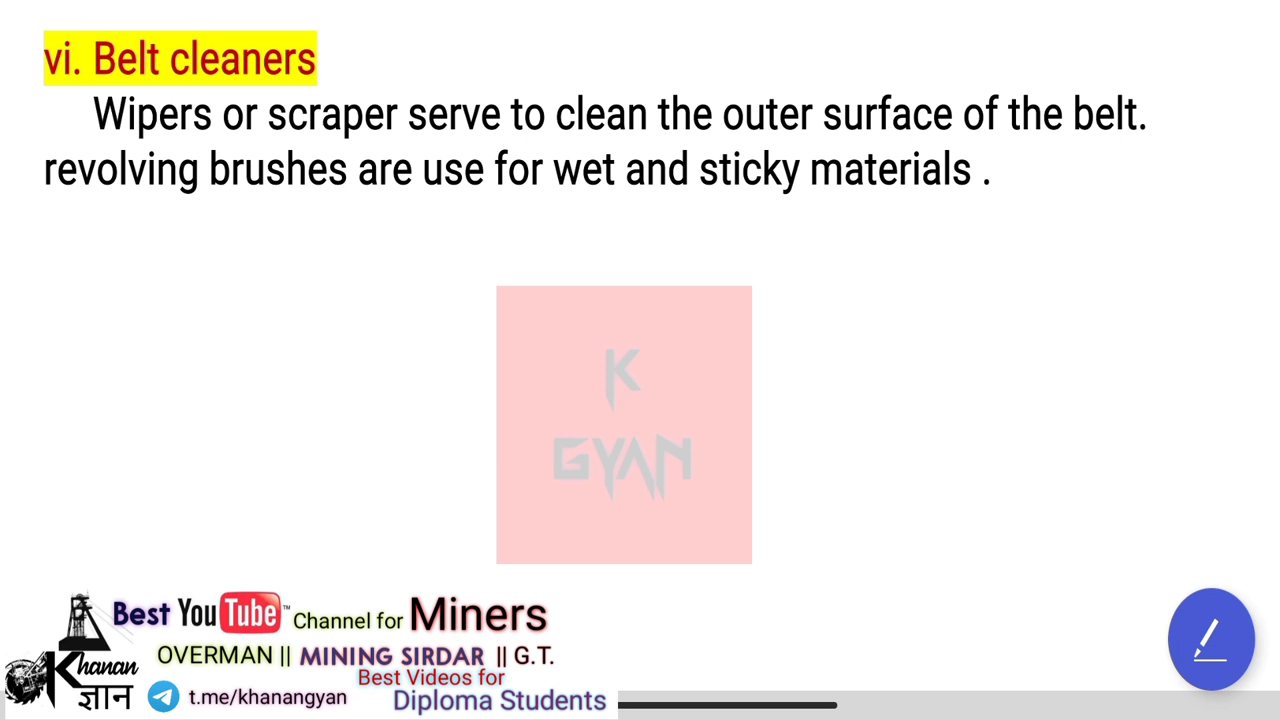 vi. Belt cleaners
Wipers or scraper serve to clean the outer surface of the belt.
revolving brushes are use for wet and sticky materials .
K
GYAN
Best YouTube™ Channel for Miners
OVERMAN || MINING SIRDAR || G.T.
Best Videos for
Khanan
ज्ञान
t.me/khanangyan
Diploma Students